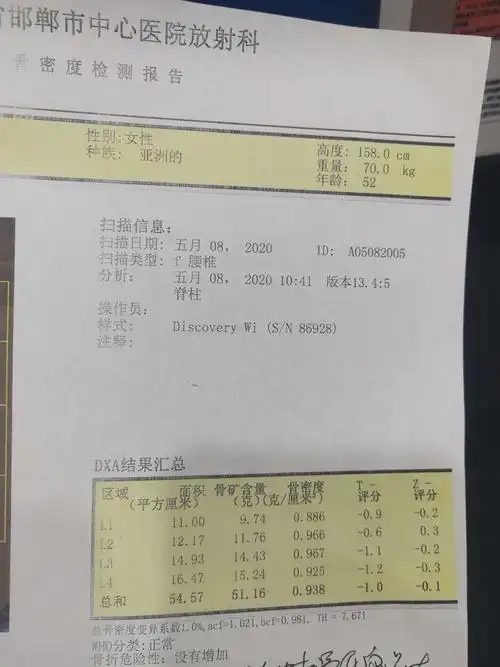 邯郸市中心医院放射科
骨密度检测报告
性别:女性
种族: 亚洲的
高度: 158.0 cm
重量: 70.0 kg
年龄: 52
扫描信息:
扫描日期: 五月 08, 2020 ID: A05082005
扫描类型: f 腰椎
分析: 五月 08, 2020 10:41 版本13.4:5
脊柱
操作员:
样式: Discovery Wi (S/N 86928)
注释:
DXA结果汇总
区域 面积 骨矿含量 骨密度 T - Z -
(平方厘米) (克) (克/厘米²) 评分 评分
L1 11.00 9.74 0.886 -0.9 -0.2
L2 12.17 11.76 0.966 -0.6 0.3
L3 14.93 14.43 0.967 -1.1 -0.2
L4 16.47 15.24 0.925 -1.2 -0.3
总和 54.57 51.16 0.938 -1.0 -0.1
总骨密度变异系数1.0%,acf=1.021,bcf=0.981, TH = 7.671
WHO分类:正常
骨折危险性: 没有增加